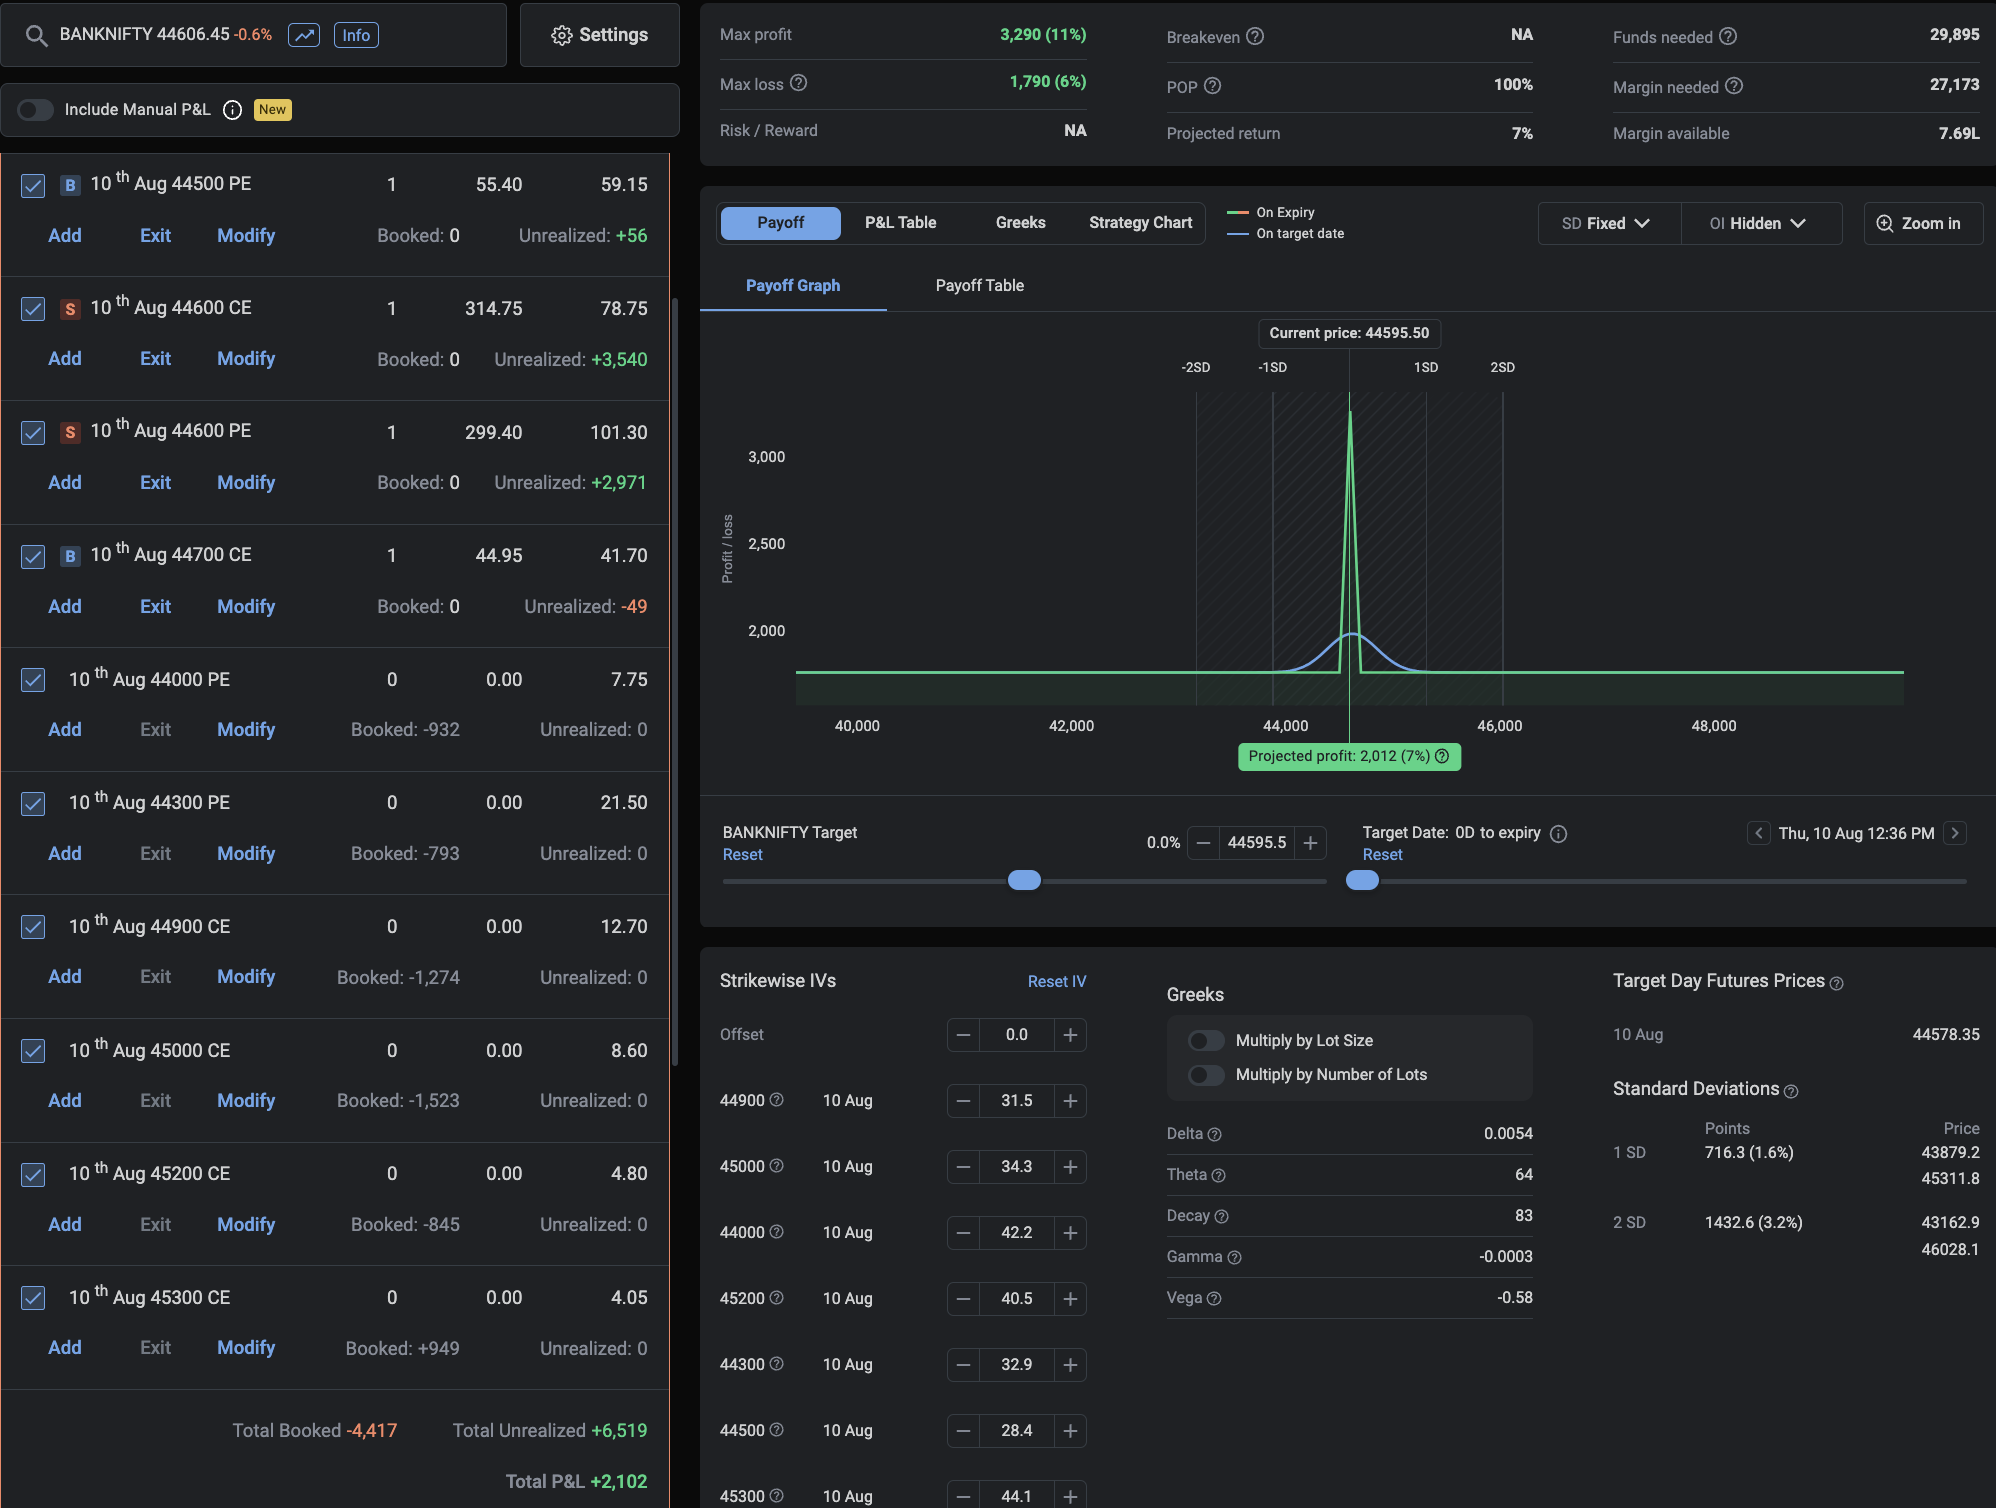 BANKNIFTY 44606.45 -0.6% Info
Settings
Include Manual P&L New
B 10 th Aug 44500 PE 1 55.40 59.15
Add Exit Modify Booked: 0 Unrealized: +56
S 10 th Aug 44600 CE 1 314.75 78.75
Add Exit Modify Booked: 0 Unrealized: +3,540
S 10 th Aug 44600 PE 1 299.40 101.30
Add Exit Modify Booked: 0 Unrealized: +2,971
B 10 th Aug 44700 CE 1 44.95 41.70
Add Exit Modify Booked: 0 Unrealized: -49
10 th Aug 44000 PE 0 0.00 7.75
Add Exit Modify Booked: -932 Unrealized: 0
10 th Aug 44300 PE 0 0.00 21.50
Add Exit Modify Booked: -793 Unrealized: 0
10 th Aug 44900 CE 0 0.00 12.70
Add Exit Modify Booked: -1,274 Unrealized: 0
10 th Aug 45000 CE 0 0.00 8.60
Add Exit Modify Booked: -1,523 Unrealized: 0
10 th Aug 45200 CE 0 0.00 4.80
Add Exit Modify Booked: -845 Unrealized: 0
10 th Aug 45300 CE 0 0.00 4.05
Add Exit Modify Booked: +949 Unrealized: 0
Total Booked -4,417 Total Unrealized +6,519
Total P&L +2,102
Max profit 3,290 (11%)
Max loss 1,790 (6%)
Risk / Reward NA
Breakeven NA
POP 100%
Projected return 7%
Funds needed 29,895
Margin needed 27,173
Margin available 7.69L
Payoff P&L Table Greeks Strategy Chart
On Expiry
On target date
SD Fixed OI Hidden Zoom in
Payoff Graph Payoff Table
Current price: 44595.50
-2SD -1SD 1SD 2SD
Profit / loss
3,000
2,500
2,000
40,000 42,000 44,000 46,000 48,000
Projected profit: 2,012 (7%)
BANKNIFTY Target
Reset
0.0% 44595.5
Target Date: 0D to expiry
Reset
Thu, 10 Aug 12:36 PM
Strikewise IVs Reset IV
Offset 0.0
44900 10 Aug 31.5
45000 10 Aug 34.3
44000 10 Aug 42.2
45200 10 Aug 40.5
44300 10 Aug 32.9
44500 10 Aug 28.4
45300 10 Aug 44.1
Greeks
Multiply by Lot Size
Multiply by Number of Lots
Delta 0.0054
Theta 64
Decay 83
Gamma -0.0003
Vega -0.58
Target Day Futures Prices
10 Aug 44578.35
Standard Deviations
Points Price
1 SD 716.3 (1.6%) 43879.2
45311.8
2 SD 1432.6 (3.2%) 43162.9
46028.1